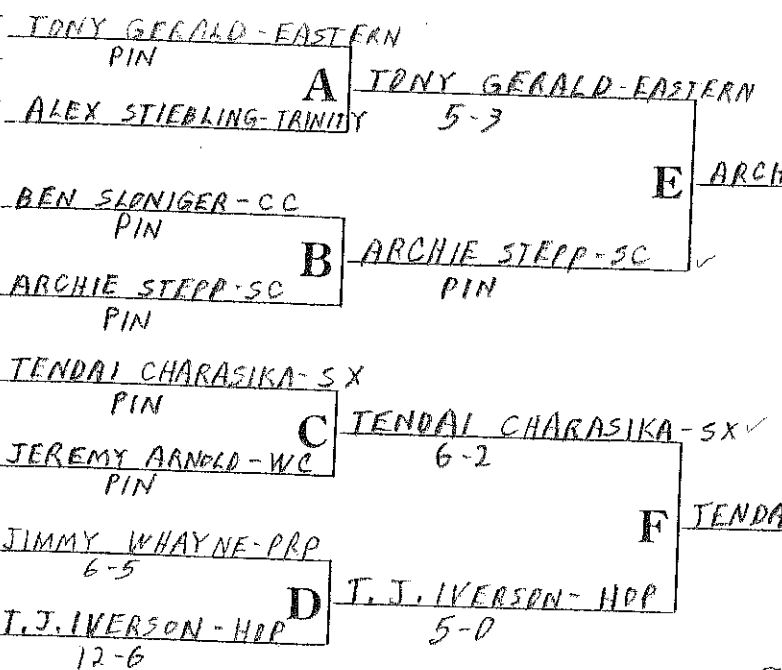 TONY GERALD-EASTERN
PIN
A TONY GERALD-EASTERN
5-3
ALEX STIEBLING-TRINITY
E ARCH
BEN SLONIGER-CC
PIN
B ARCHIE STEPP-SC
PIN
ARCHIE STEPP-SC
PIN
TENDAI CHARASIKA-SX
PIN
C TENDAI CHARASIKA-SX
6-2
JEREMY ARNOLD-WC
PIN
F TENDA
JIMMY WHAYNE-PRP
6-5
D T.J. IVERSON-HOP
5-0
T.J. IVERSON-HOP
12-6